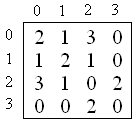 0 1 2 3
0 2 1 3 0
1 1 2 1 0
2 3 1 0 2
3 0 0 2 0